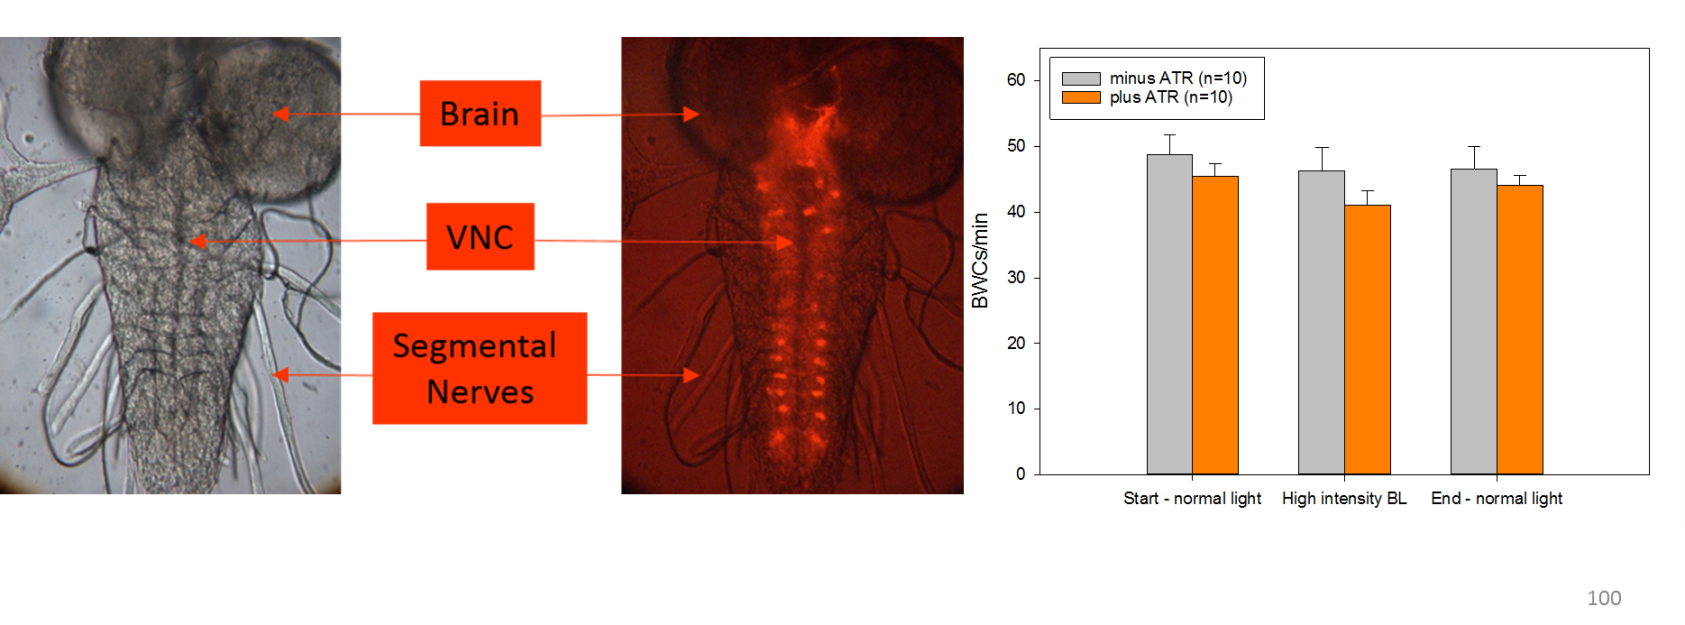 Brain
VNC
Segmental
Nerves
minus ATR (n=10)
plus ATR (n=10)
BWCs/min
60
50
40
30
20
10
0
Start - normal light
High intensity BL
End - normal light
100